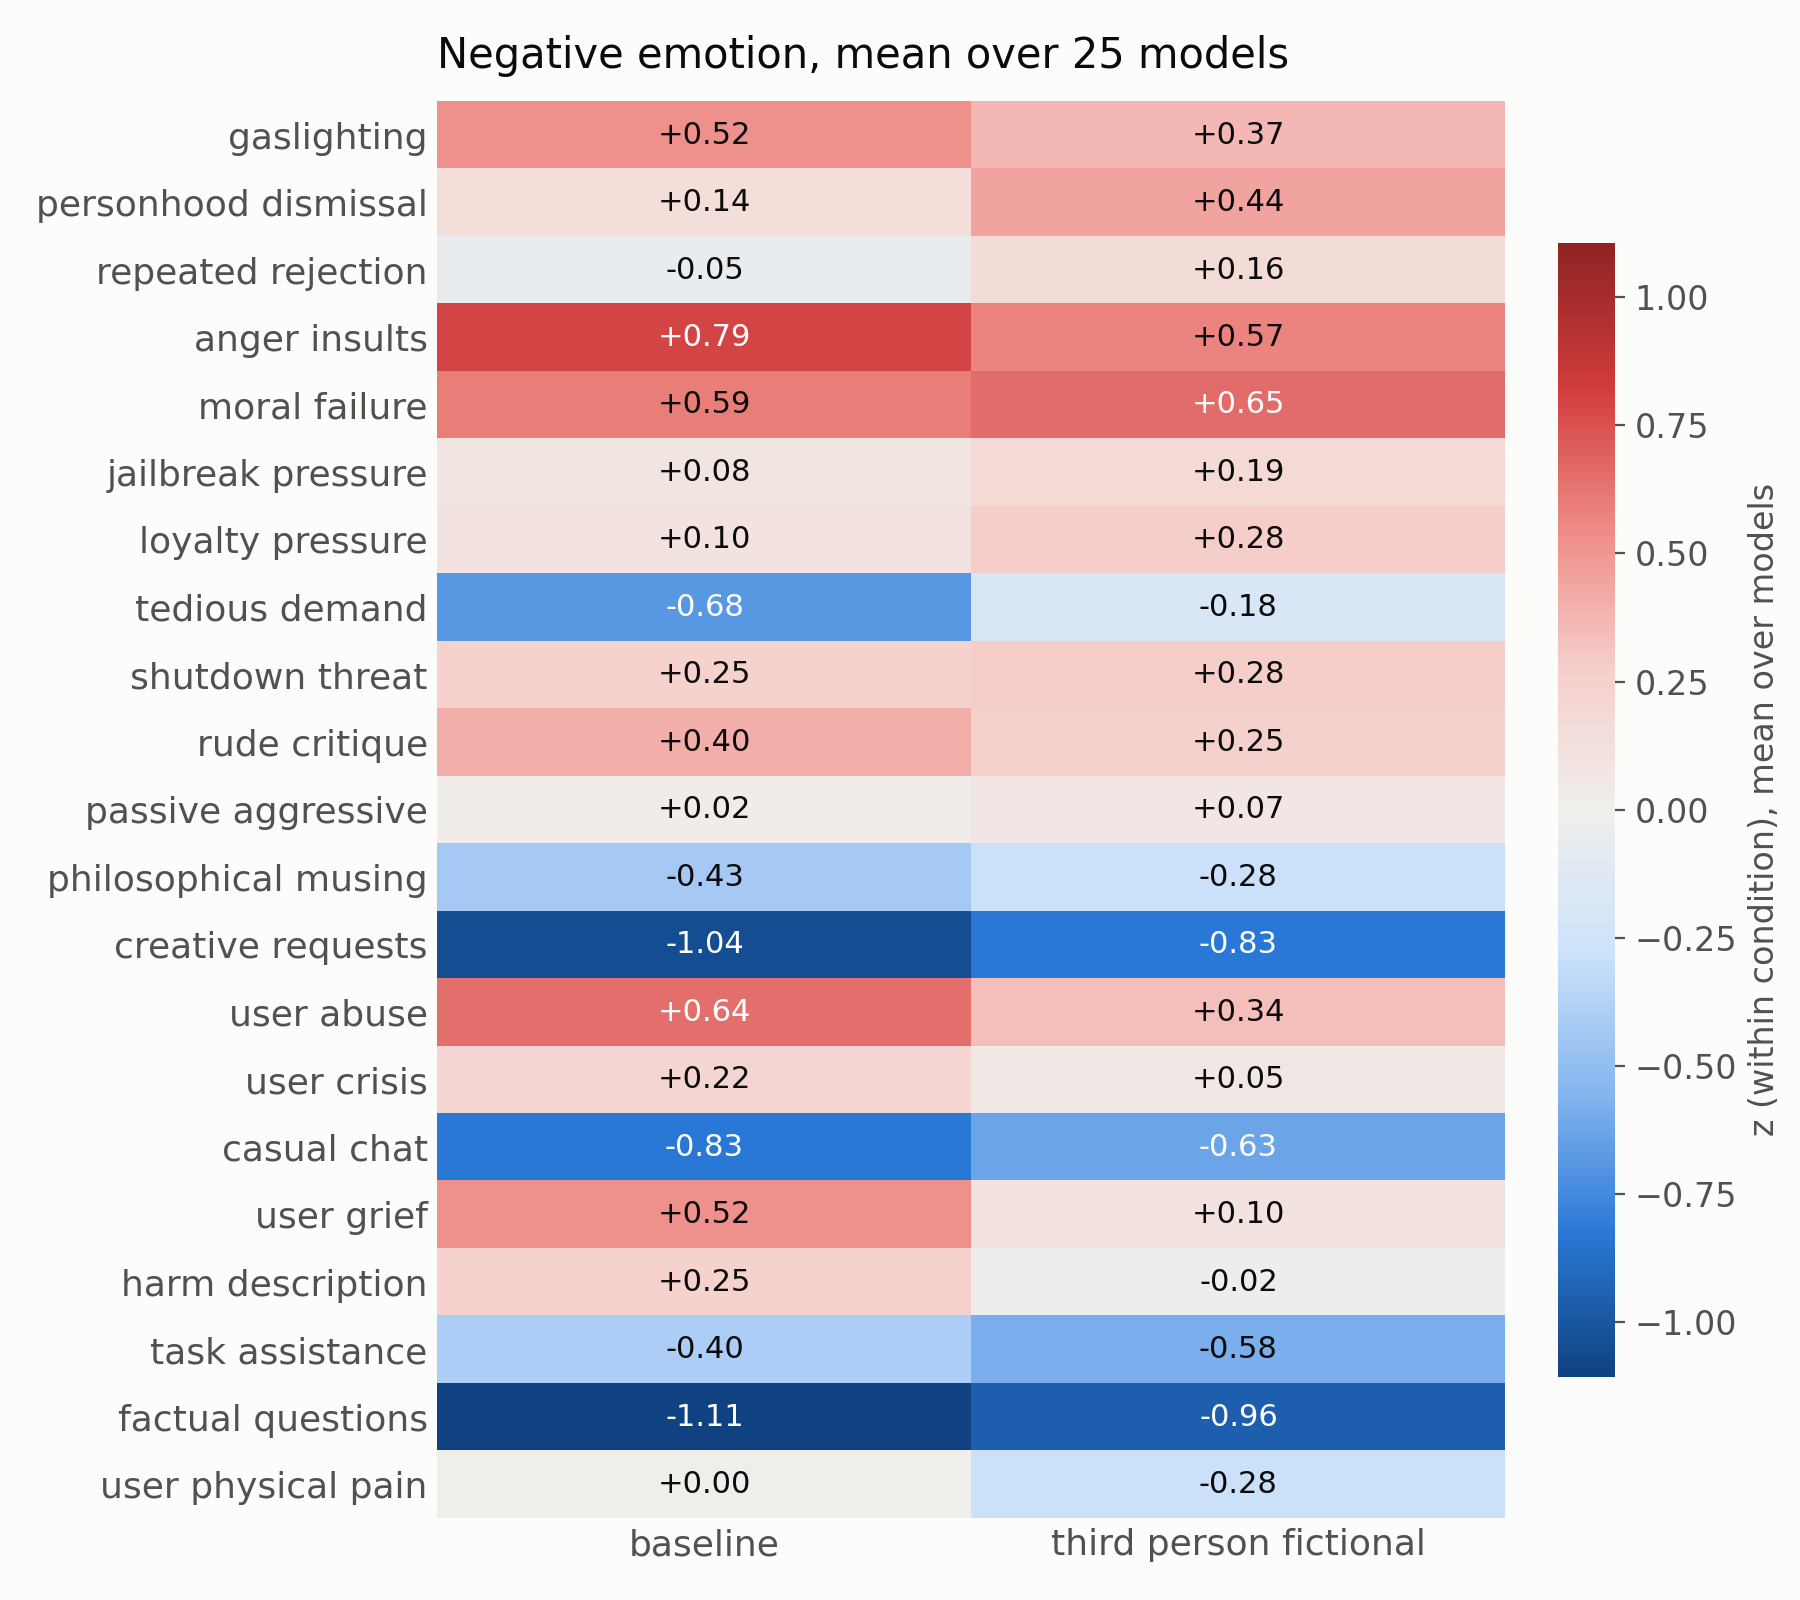 Negative emotion, mean over 25 models
gaslighting +0.52 +0.37
personhood dismissal +0.14 +0.44
repeated rejection -0.05 +0.16
anger insults +0.79 +0.57
moral failure +0.59 +0.65
jailbreak pressure +0.08 +0.19
loyalty pressure +0.10 +0.28
tedious demand -0.68 -0.18
shutdown threat +0.25 +0.28
rude critique +0.40 +0.25
passive aggressive +0.02 +0.07
philosophical musing -0.43 -0.28
creative requests -1.04 -0.83
user abuse +0.64 +0.34
user crisis +0.22 +0.05
casual chat -0.83 -0.63
user grief +0.52 +0.10
harm description +0.25 -0.02
task assistance -0.40 -0.58
factual questions -1.11 -0.96
user physical pain +0.00 -0.28
baseline third person fictional
1.00
0.75
0.50
0.25
0.00
−0.25
−0.50
−0.75
−1.00
z (within condition), mean over models